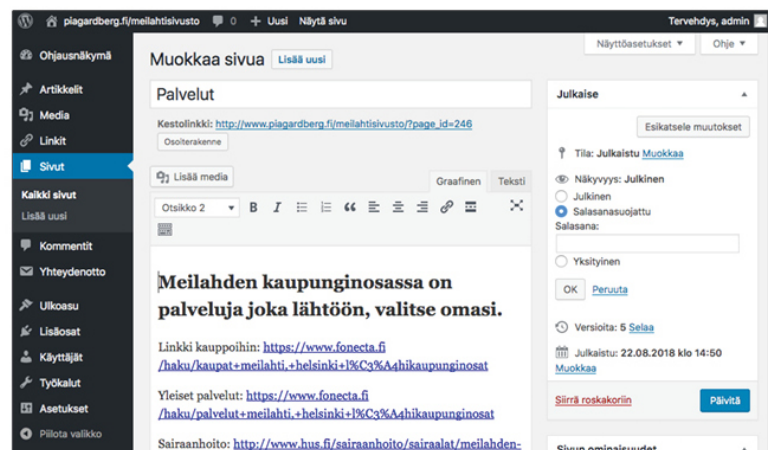 piagardberg.fi/meilahtisivusto 0 + Uusi Näytä sivu Tervehdys, admin
Näyttöasetukset ▼ Ohje ▼
Ohjausnäkymä
Artikkelit
Media
Linkit
Sivut
Kaikki sivut
Lisää uusi
Kommentit
Yhteydenotto
Ulkoasu
Lisäosat
Käyttäjät
Työkalut
Asetukset
Piilota valikko
Muokkaa sivua Lisää uusi
Palvelut
Kestolinkki: http://www.piagardberg.fi/meilahtisivusto/?page_id=246
Osoiterakenne
Lisää media
Graafinen Teksti
Otsikko 2 ▼ B I
Meilahden kaupunginosassa on
palveluja joka lähtöön, valitse omasi.
Linkki kauppoihin: https://www.fonecta.fi
/haku/kaupat+meilahti,+helsinki+l%C3%A4hikaupunginosat
Yleiset palvelut: https://www.fonecta.fi
/haku/palvelut+meilahti,+helsinki+l%C3%A4hikaupunginosat
Sairaanhoito: http://www.hus.fi/sairaanhoito/sairaalat/meilahden-
Julkaise
Esikatsele muutokset
Tila: Julkaistu Muokkaa
Näkyvyys: Julkinen
Julkinen
Salasanasuojattu
Salasana:
Yksityinen
OK Peruuta
Versioita: 5 Selaa
Julkaistu: 22.08.2018 klo 14:50
Muokkaa
Siirrä roskakoriin Päivitä
Sivun ominaisuudet